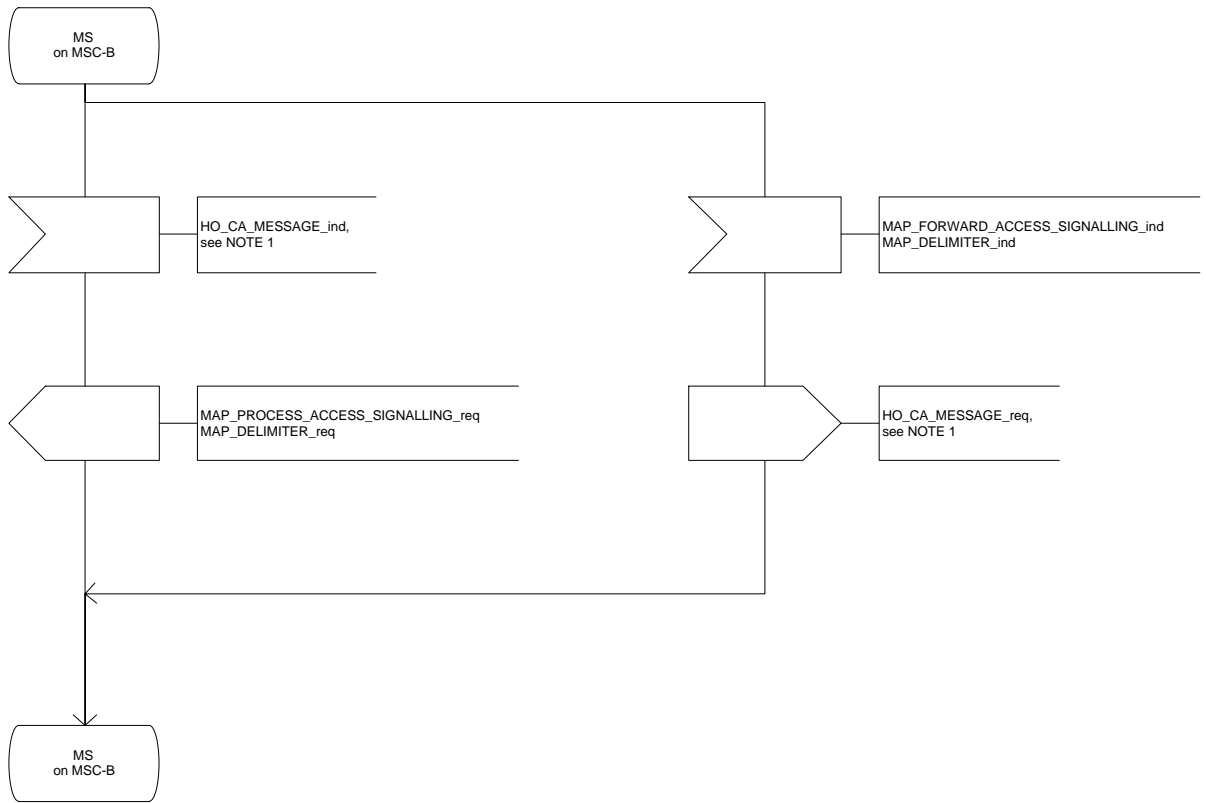 MS
on MSC-B
HO_CA_MESSAGE_ind,
see NOTE 1
MAP_FORWARD_ACCESS_SIGNALLING_ind
MAP_DELIMITER_ind
MAP_PROCESS_ACCESS_SIGNALLING_req
MAP_DELIMITER_req
HO_CA_MESSAGE_req,
see NOTE 1
MS
on MSC-B